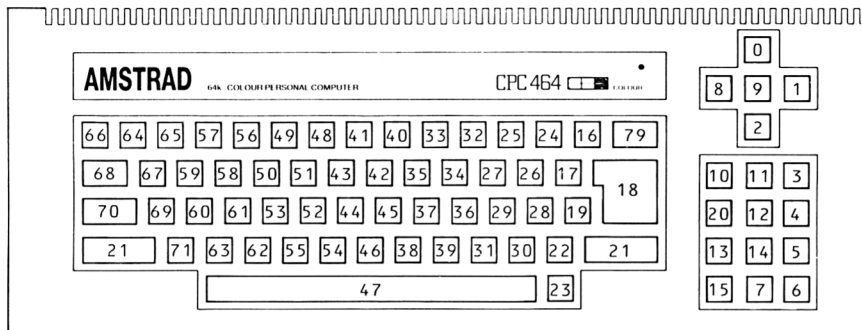 0
AMSTRAD 64k COLOUR PERSONAL COMPUTER CPC 464 COLOUR
8 9 1
2
66 64 65 57 56 49 48 41 40 33 32 25 24 16 79
68 67 59 58 50 51 43 42 35 34 27 26 17 18
70 69 60 61 53 52 44 45 37 36 29 28 19
21 71 63 62 55 54 46 38 39 31 30 22 21
47 23
10 11 3
20 12 4
13 14 5
15 7 6